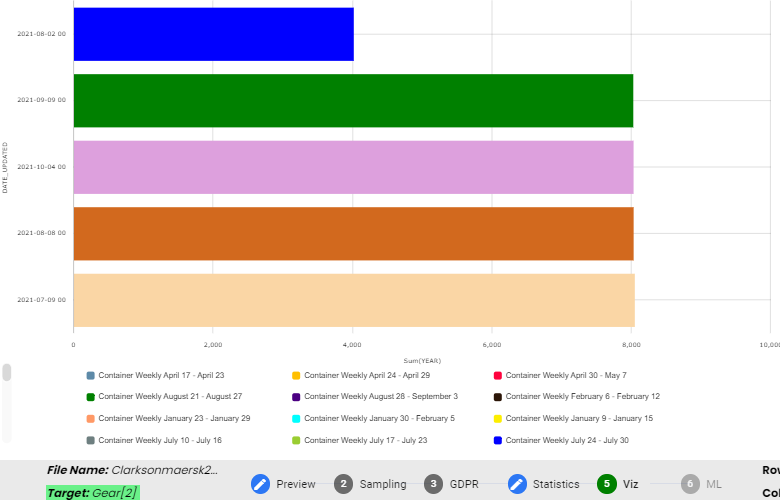 2021-08-02 00
2021-09-09 00
2021-10-04 00
2021-08-08 00
2021-07-09 00
DATE_UPDATED
0 2,000 4,000 6,000 8,000 10,000
Sum(YEAR)
Container Weekly April 17 - April 23 Container Weekly April 24 - April 29 Container Weekly April 30 - May 7
Container Weekly August 21 - August 27 Container Weekly August 28 - September 3 Container Weekly February 6 - February 12
Container Weekly January 23 - January 29 Container Weekly January 30 - February 5 Container Weekly January 9 - January 15
Container Weekly July 10 - July 16 Container Weekly July 17 - July 23 Container Weekly July 24 - July 30
File Name: Clarksonmaersk2...
Target: Gear[2]
Preview 2 Sampling 3 GDPR Statistics 5 Viz 6 ML